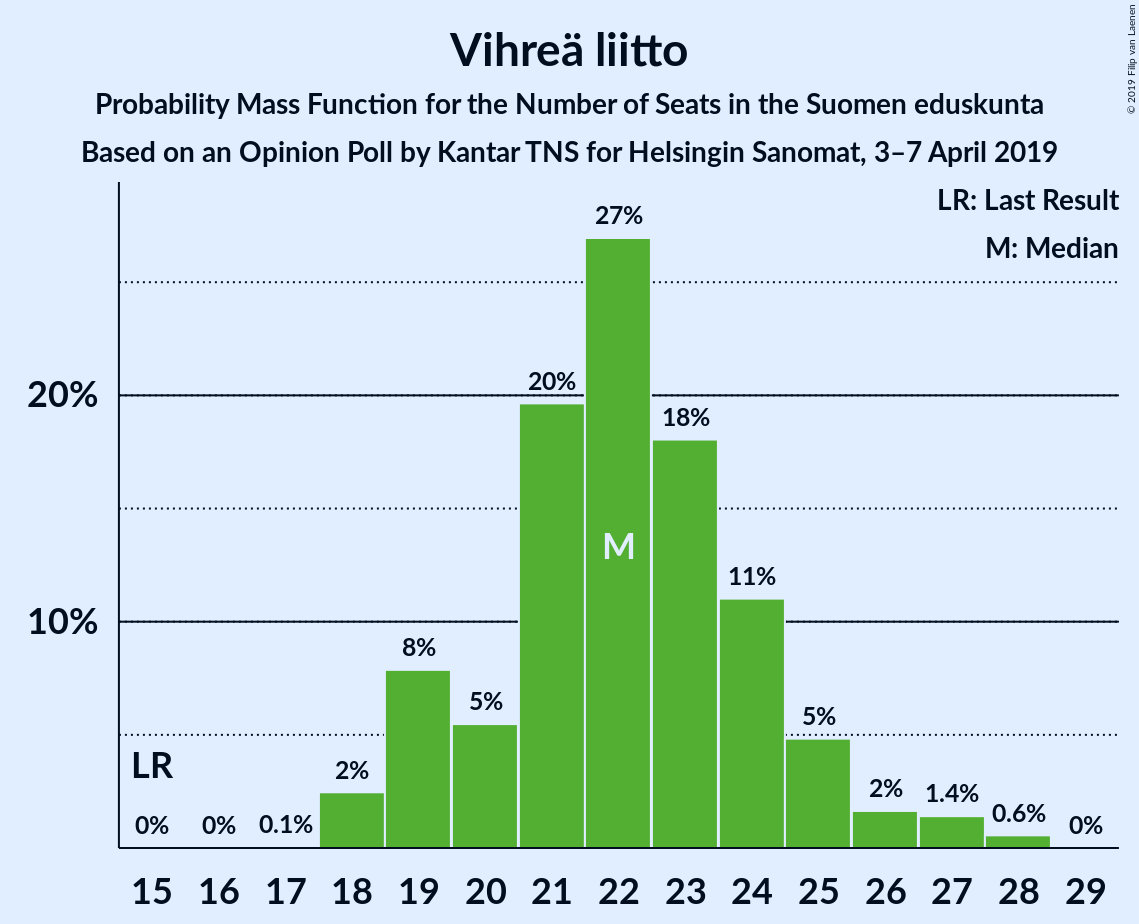 Vihreä liitto
Probability Mass Function for the Number of Seats in the Suomen eduskunta
Based on an Opinion Poll by Kantar TNS for Helsingin Sanomat, 3–7 April 2019
© 2019 Filip van Laenen
LR: Last Result
M: Median
27%
20%
20%
18%
M
11%
10%
8%
5%
5%
LR
2%
2%
1.4%
0.6%
0%
0%
0.1%
0%
15 16 17 18 19 20 21 22 23 24 25 26 27 28 29